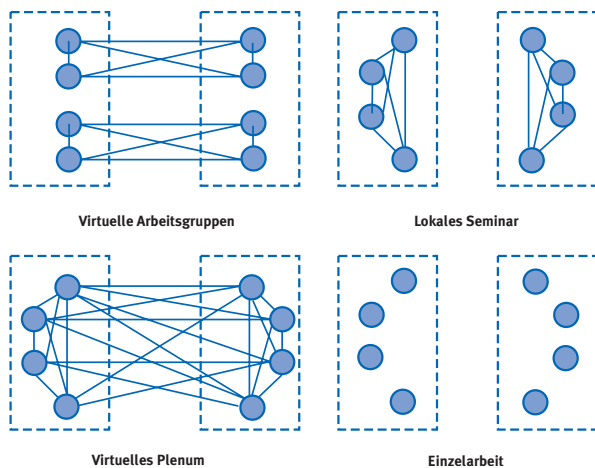 Virtuelle Arbeitsgruppen
Lokales Seminar
Virtuelles Plenum
Einzelarbeit